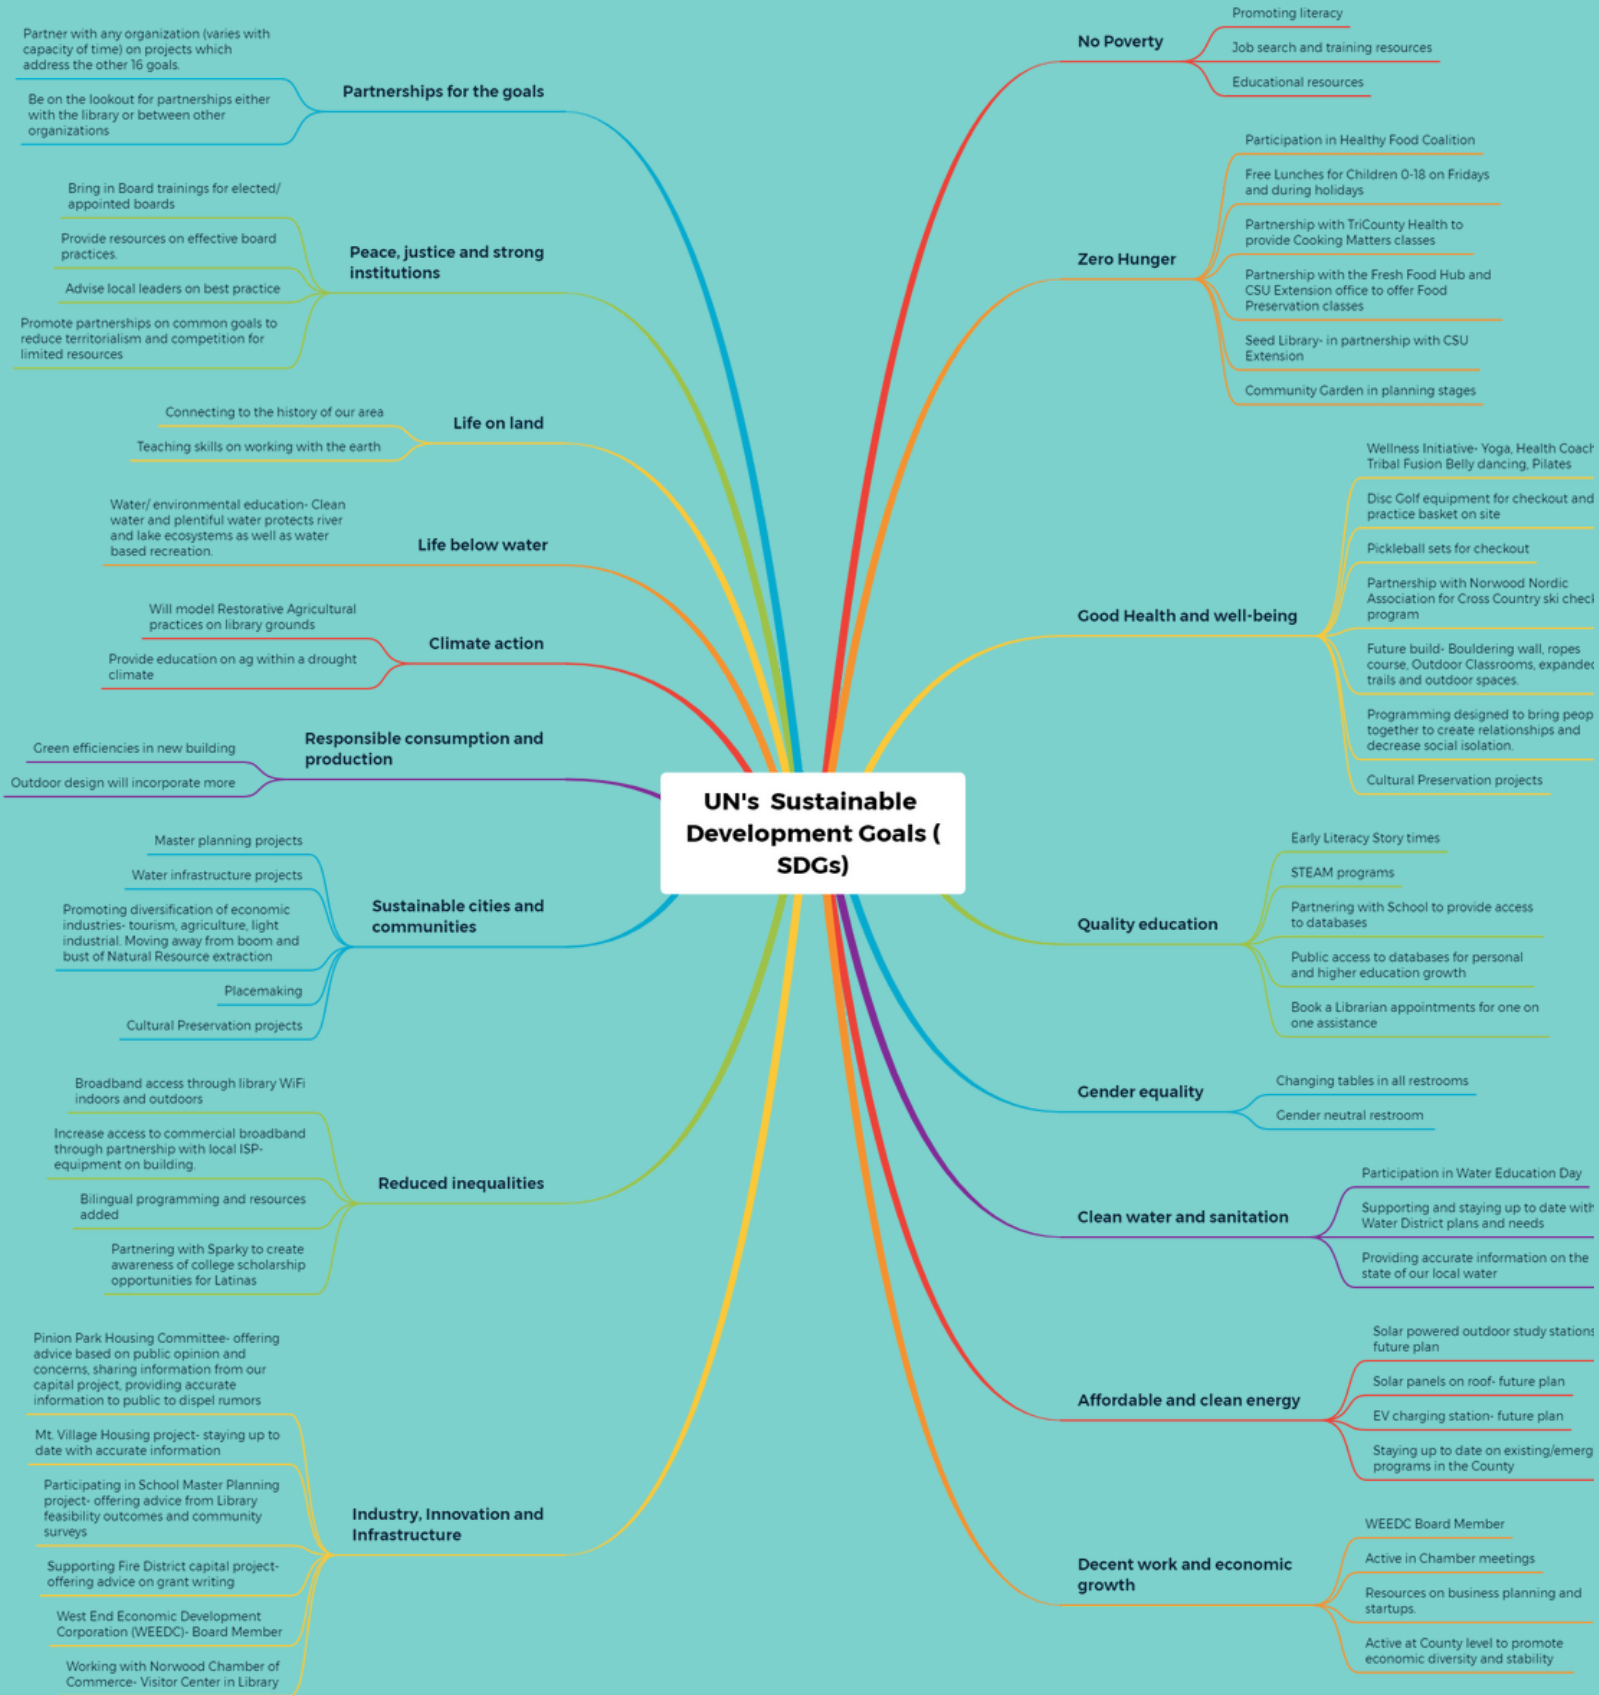 UN's Sustainable
Development Goals (
SDGs)
No Poverty
Promoting literacy
Job search and training resources
Educational resources
Zero Hunger
Participation in Healthy Food Coalition
Free Lunches for Children 0-18 on Fridays
and during holidays
Partnership with TriCounty Health to
provide Cooking Matters classes
Partnership with the Fresh Food Hub and
CSU Extension office to offer Food
Preservation classes
Seed Library- in partnership with CSU
Extension
Community Garden in planning stages
Good Health and well-being
Wellness Initiative- Yoga, Health Coach
Tribal Fusion Belly dancing, Pilates
Disc Golf equipment for checkout and
practice basket on site
Pickleball sets for checkout
Partnership with Norwood Nordic
Association for Cross Country ski check
program
Future build- Bouldering wall, ropes
course, Outdoor Classrooms, expanded
trails and outdoor spaces.
Programming designed to bring peop
together to create relationships and
decrease social isolation.
Cultural Preservation projects
Quality education
Early Literacy Story times
STEAM programs
Partnering with School to provide access
to databases
Public access to databases for personal
and higher education growth
Book a Librarian appointments for one on
one assistance
Gender equality
Changing tables in all restrooms
Gender neutral restroom
Clean water and sanitation
Participation in Water Education Day
Supporting and staying up to date with
Water District plans and needs
Providing accurate information on the
state of our local water
Affordable and clean energy
Solar powered outdoor study stations
future plan
Solar panels on roof- future plan
EV charging station- future plan
Staying up to date on existing/emerg
programs in the County
Decent work and economic
growth
WEEDC Board Member
Active in Chamber meetings
Resources on business planning and
startups.
Active at County level to promote
economic diversity and stability
Partnerships for the goals
Partner with any organization (varies with
capacity of time) on projects which
address the other 16 goals.
Be on the lookout for partnerships either
with the library or between other
organizations
Peace, justice and strong
institutions
Bring in Board trainings for elected/
appointed boards
Provide resources on effective board
practices.
Advise local leaders on best practice
Promote partnerships on common goals to
reduce territorialism and competition for
limited resources
Life on land
Connecting to the history of our area
Teaching skills on working with the earth
Life below water
Water/ environmental education- Clean
water and plentiful water protects river
and lake ecosystems as well as water
based recreation.
Climate action
Will model Restorative Agricultural
practices on library grounds
Provide education on ag within a drought
climate
Responsible consumption and
production
Green efficiencies in new building
Outdoor design will incorporate more
Sustainable cities and
communities
Master planning projects
Water infrastructure projects
Promoting diversification of economic
industries- tourism, agriculture, light
industrial. Moving away from boom and
bust of Natural Resource extraction
Placemaking
Cultural Preservation projects
Reduced inequalities
Broadband access through library WiFi
indoors and outdoors
Increase access to commercial broadband
through partnership with local ISP-
equipment on building.
Bilingual programming and resources
added
Partnering with Sparky to create
awareness of college scholarship
opportunities for Latinas
Industry, Innovation and
Infrastructure
Pinion Park Housing Committee- offering
advice based on public opinion and
concerns, sharing information from our
capital project, providing accurate
information to public to dispel rumors
Mt. Village Housing project- staying up to
date with accurate information
Participating in School Master Planning
project- offering advice from Library
feasibility outcomes and community
surveys
Supporting Fire District capital project-
offering advice on grant writing
West End Economic Development
Corporation (WEEDC)- Board Member
Working with Norwood Chamber of
Commerce- Visitor Center in Library